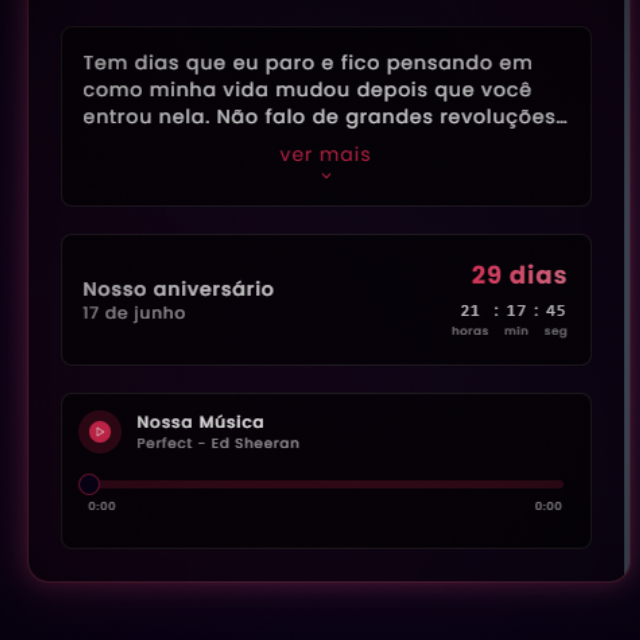 Tem dias que eu paro e fico pensando em
como minha vida mudou depois que você
entrou nela. Não falo de grandes revoluções...
ver mais
Nosso aniversário
17 de junho
29 dias
21 : 17 : 45
horas min seg
Nossa Música
Perfect - Ed Sheeran
0:00 0:00